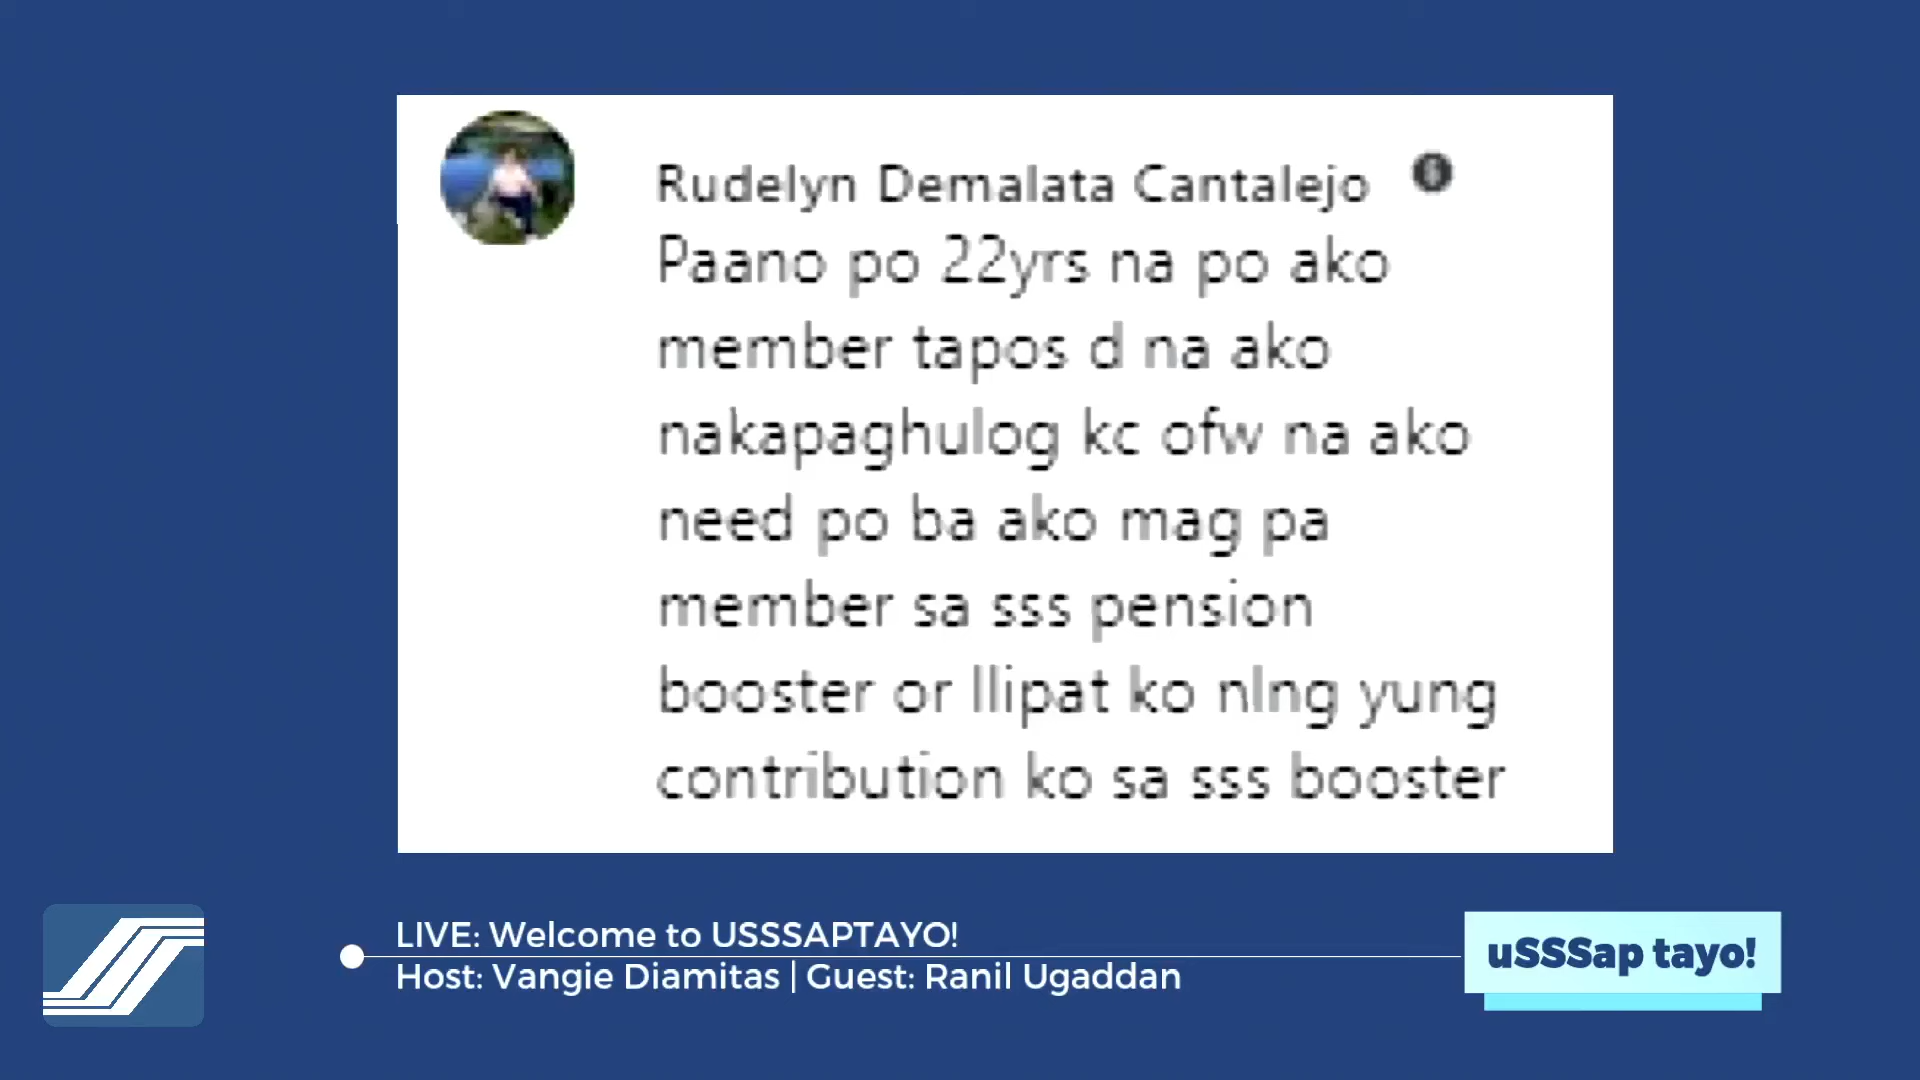 Rudelyn Demalata Cantalejo
Paano po 22yrs na po ako
member tapos d na ako
nakapaghulog kc ofw na ako
need po ba ako mag pa
member sa sss pension
booster or llipat ko nlng yung
contribution ko sa sss booster
LIVE: Welcome to USSSAPTAYO!
Host: Vangie Diamitas | Guest: Ranil Ugaddan
uSSSap tayo!